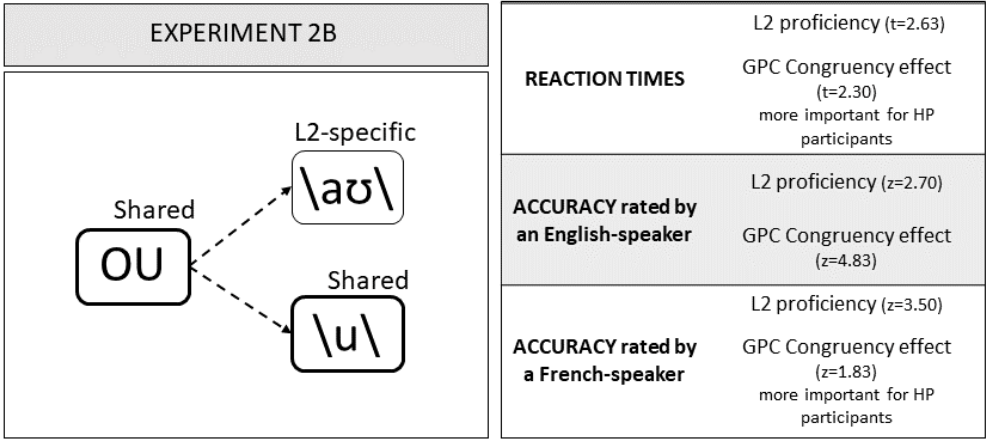 EXPERIMENT 2B
L2-specific
\aʊ\
Shared
OU
Shared
\u\
REACTION TIMES
L2 proficiency (t=2.63)
GPC Congruency effect
(t=2.30)
more important for HP
participants
ACCURACY rated by
an English-speaker
L2 proficiency (z=2.70)
GPC Congruency effect
(z=4.83)
ACCURACY rated by
a French-speaker
L2 proficiency (z=3.50)
GPC Congruency effect
(z=1.83)
more important for HP
participants